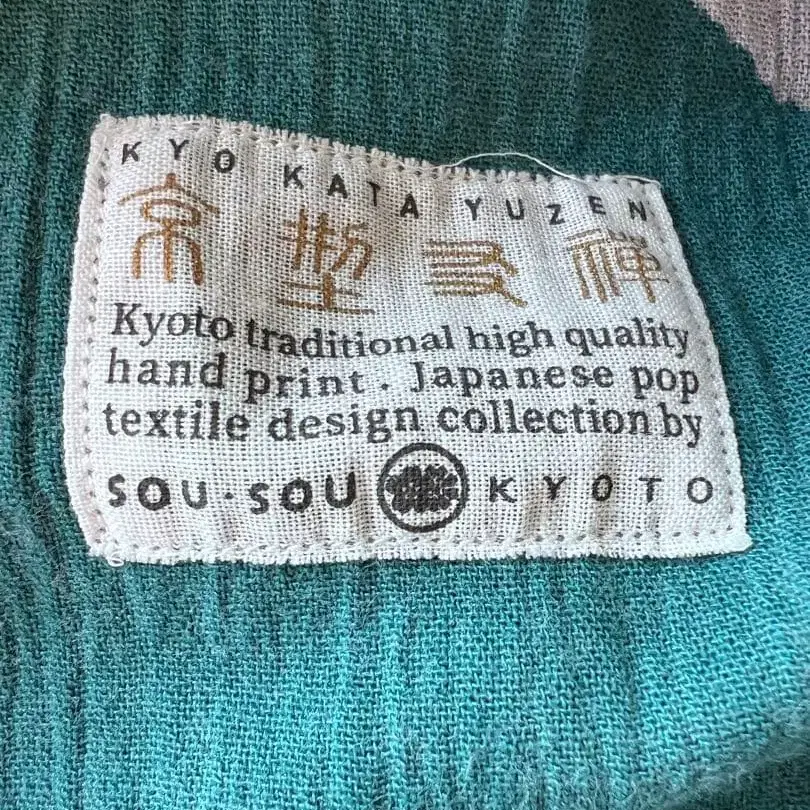 KYO KATA YUZEN
京型友禅
Kyoto traditional high quality
hand print. Japanese pop
textile design collection by
SOU・SOU KYOTO